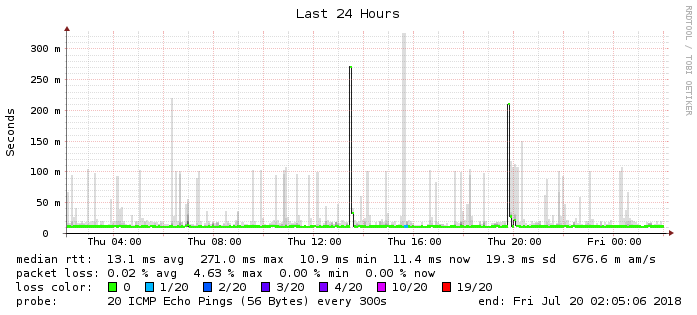 Last 24 Hours
RRDTOOL / TOBI OETIKER
Seconds
300 m
250 m
200 m
150 m
100 m
50 m
0
Thu 04:00 Thu 08:00 Thu 12:00 Thu 16:00 Thu 20:00 Fri 00:00
median rtt: 13.1 ms avg 271.0 ms max 10.9 ms min 11.4 ms now 19.3 ms sd 676.6 m am/s
packet loss: 0.02 % avg 4.63 % max 0.00 % min 0.00 % now
loss color: 0 1/20 2/20 3/20 4/20 10/20 19/20
probe: 20 ICMP Echo Pings (56 Bytes) every 300s end: Fri Jul 20 02:05:06 2018